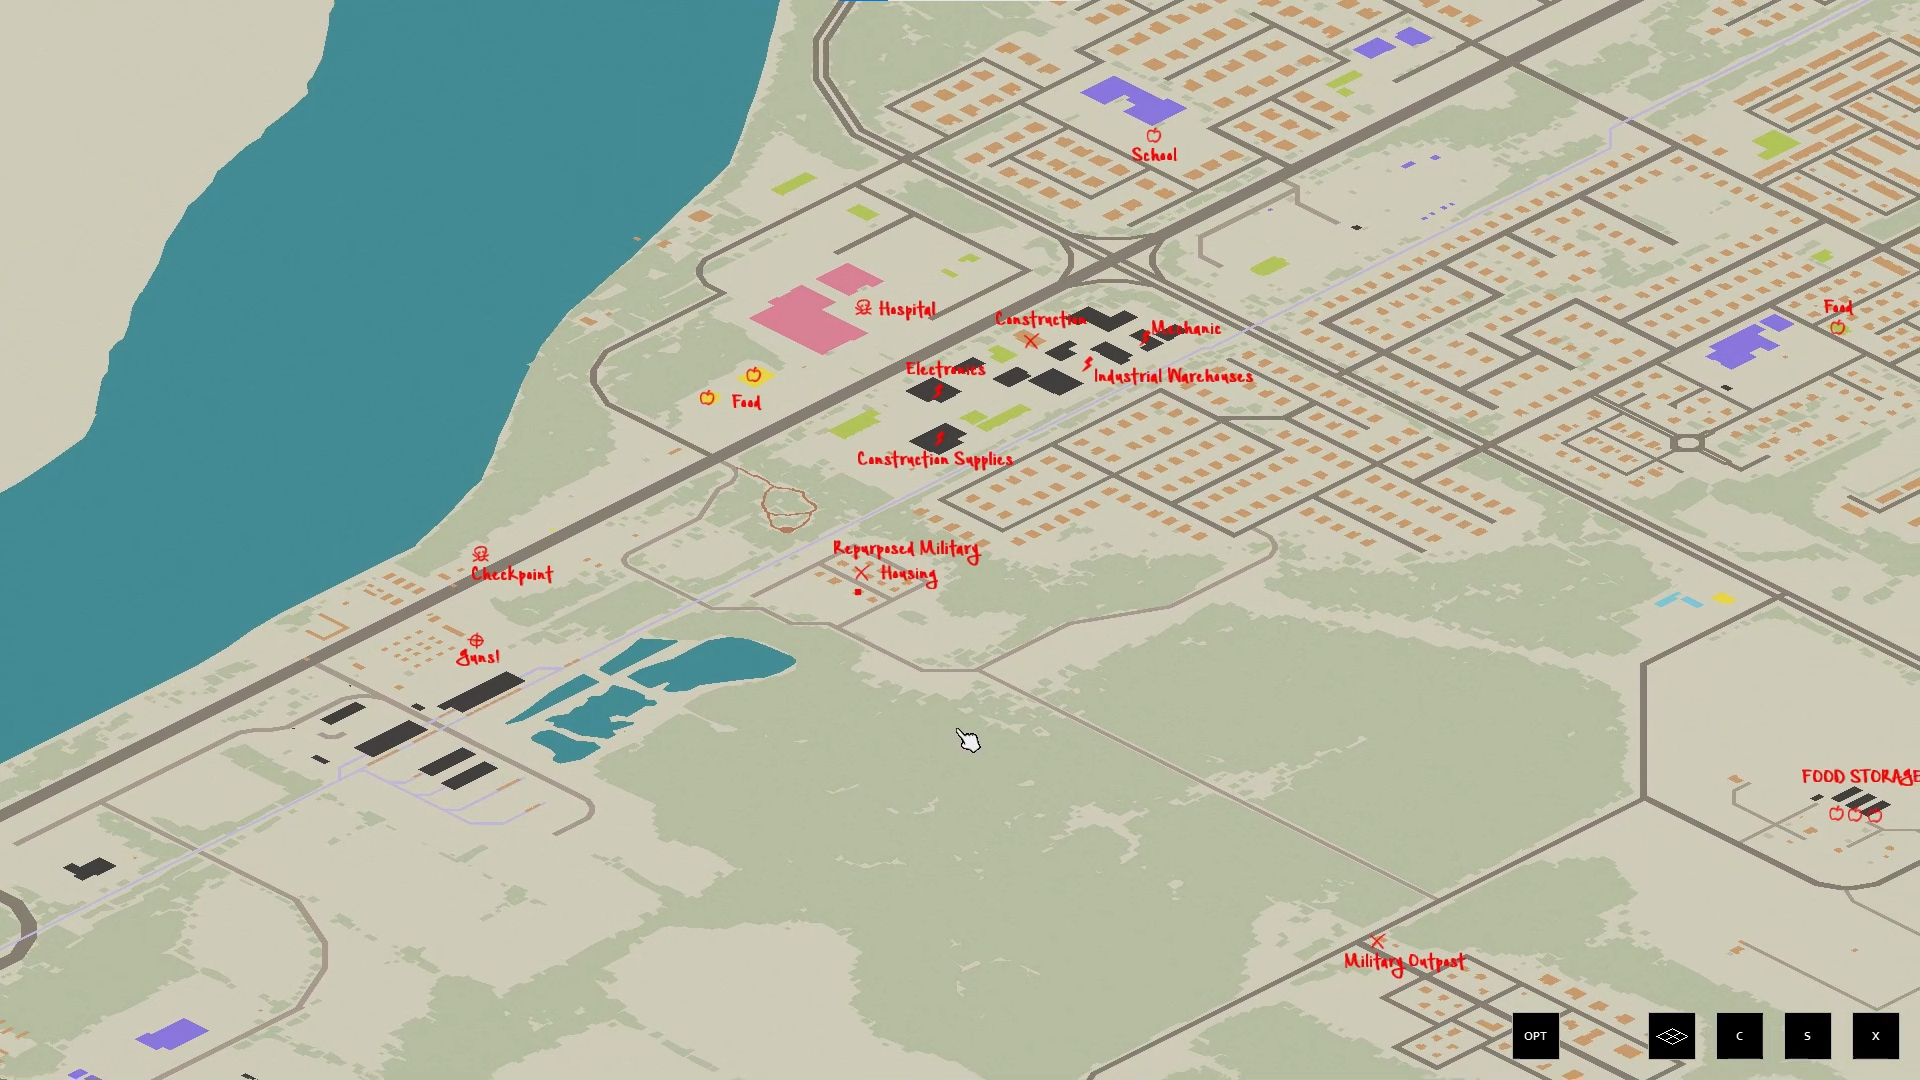 School
Hospital
Food
Construction
Mechanic
Electronics
Industrial Warehouses
Food
Construction Supplies
Repurposed Military
Housing
Checkpoint
Guns!
FOOD STORAGE
Military Outpost
OPT
C
S
X